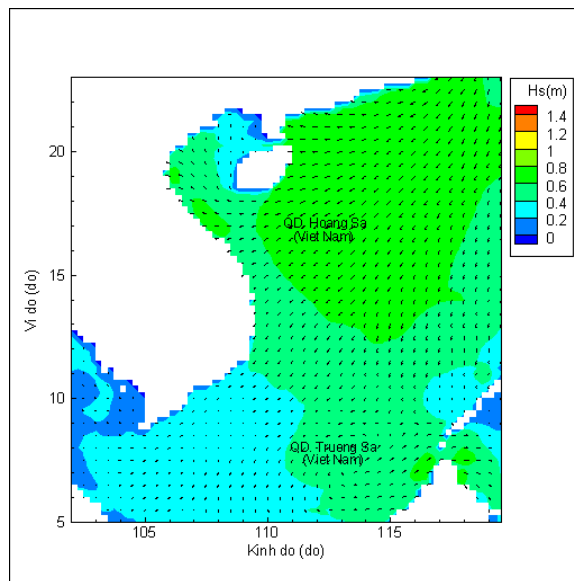 Hs(m)
1.4
1.2
1
0.8
0.6
0.4
0.2
0
20
15
10
5
QD. Hoang Sa
(Viet Nam)
QD. Truong Sa
(Viet Nam)
105
110
115
Kinh do (do)
Vi do (do)